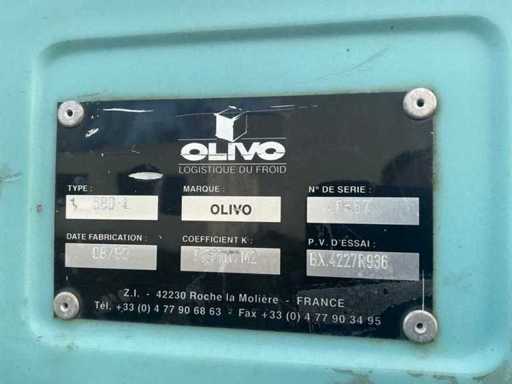 OLIVO
LOGISTIQUE DU FROID
TYPE : MARQUE : N° DE SERIE :
OLIVO
DATE FABRICATION : COEFFICIENT K : P.V. D'ESSAI :
BX.4227R936
Z.I. - 42230 Roche la Molière - FRANCE
Tél. +33 (0) 4 77 90 68 63 - Fax +33 (0) 4 77 90 34 95